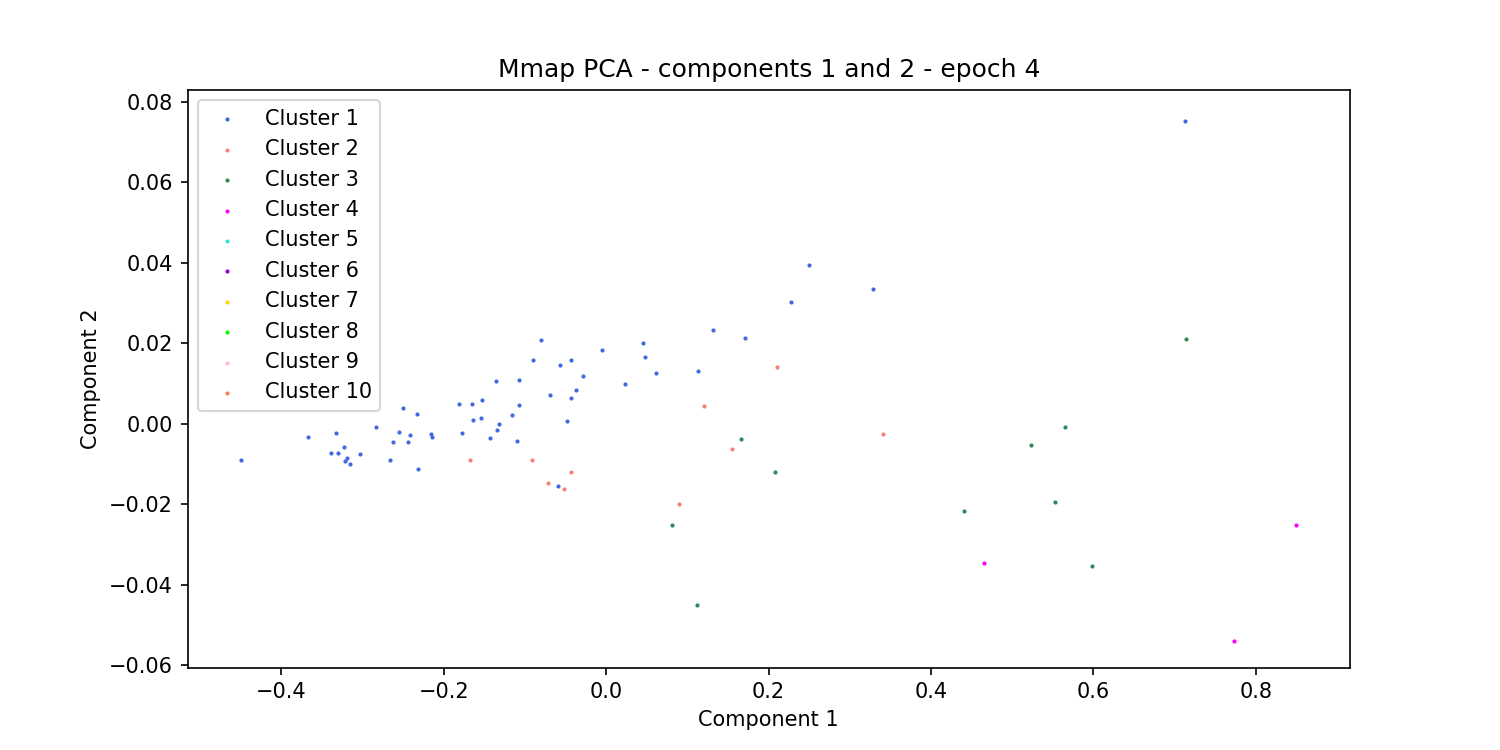 Mmap PCA - components 1 and 2 - epoch 4
Cluster 1
Cluster 2
Cluster 3
Cluster 4
Cluster 5
Cluster 6
Cluster 7
Cluster 8
Cluster 9
Cluster 10
0.08
0.06
0.04
0.02
0.00
−0.02
−0.04
−0.06
Component 2
−0.4
−0.2
0.0
0.2
0.4
0.6
0.8
Component 1